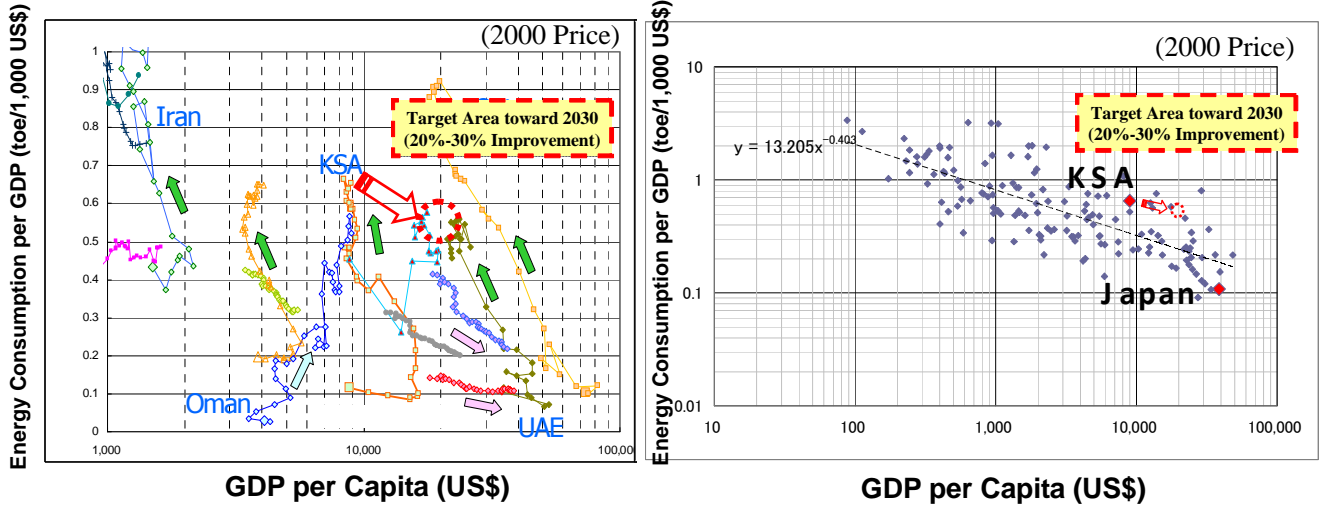 (2000 Price)
Energy Consumption per GDP (toe/1,000 US$)
1
0.9
0.8
0.7
0.6
0.5
0.4
0.3
0.2
0.1
0
Iran
KSA
Oman
UAE
Target Area toward 2030
(20%-30% Improvement)
1,000
10,000
100,000
GDP per Capita (US$)
(2000 Price)
Energy Consumption per GDP (toe/1,000 US$)
10
1
0.1
0.01
Target Area toward 2030
(20%-30% Improvement)
y = 13.205x^-0.403
KSA
Japan
10
100
1,000
10,000
100,000
GDP per Capita (US$)